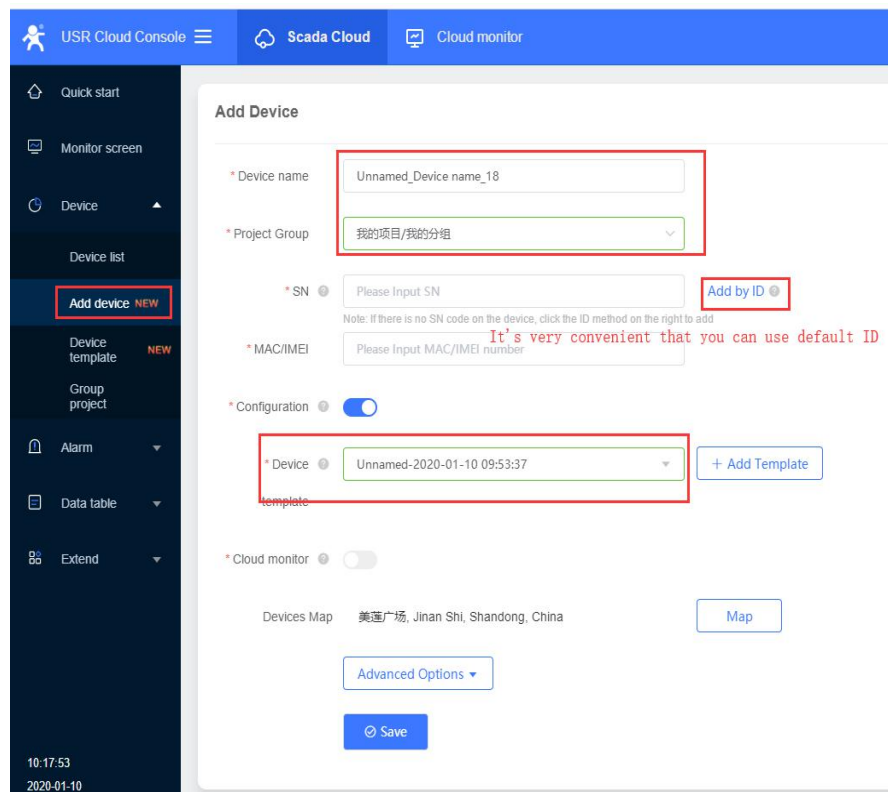 USR Cloud Console
Scada Cloud
Cloud monitor
Quick start
Monitor screen
Device
Device list
Add device NEW
Device template NEW
Group project
Alarm
Data table
Extend
10:17:53
2020-01-10
Add Device
* Device name Unnamed_Device name_18
* Project Group 我的项目/我的分组
* SN Please Input SN Add by ID
Note: If there is no SN code on the device, click the ID method on the right to add
It's very convenient that you can use default ID
* MAC/IMEI Please Input MAC/IMEI number
* Configuration
* Device template Unnamed-2020-01-10 09:53:37 + Add Template
* Cloud monitor
Devices Map 美莲广场, Jinan Shi, Shandong, China Map
Advanced Options
Save